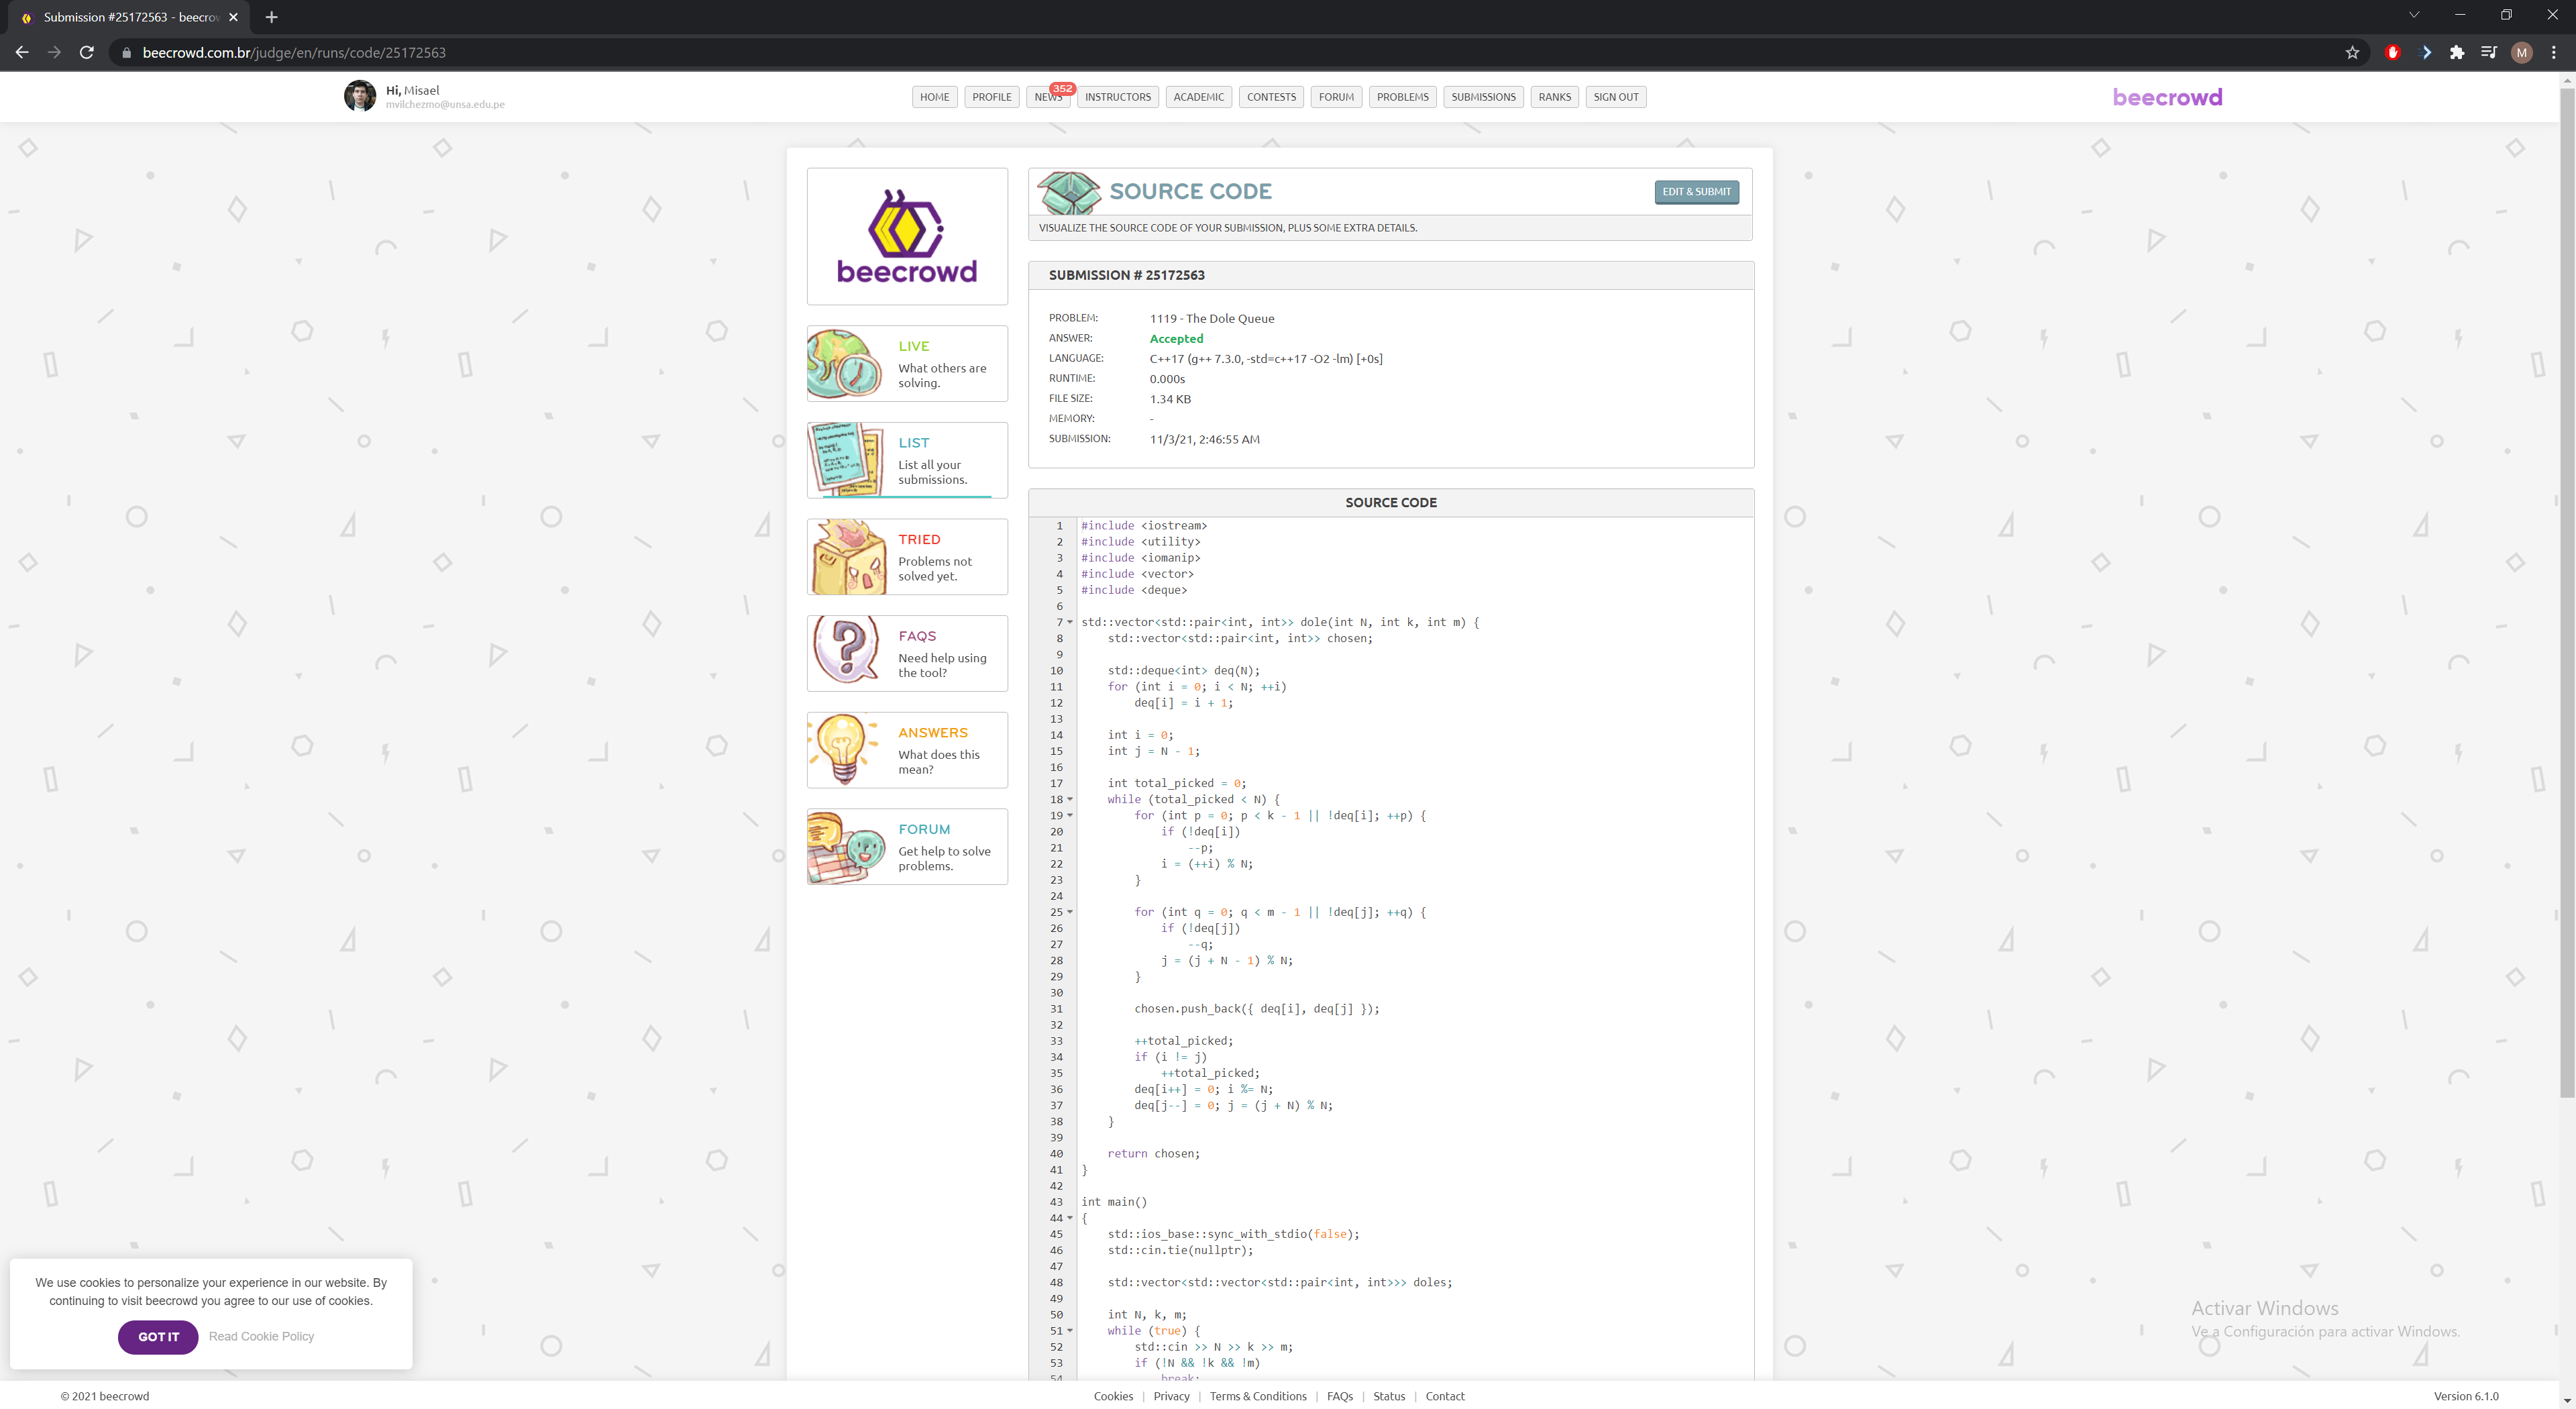 Submission #25172563 - beecrow
beecrowd.com.br/judge/en/runs/code/25172563
M
Hi, Misael
mvilchezmo@unsa.edu.pe
HOME
PROFILE
NEWS
352
INSTRUCTORS
ACADEMIC
CONTESTS
FORUM
PROBLEMS
SUBMISSIONS
RANKS
SIGN OUT
beecrowd
beecrowd
LIVE
What others are
solving.
LIST
List all your
submissions.
TRIED
Problems not
solved yet.
FAQS
Need help using
the tool?
ANSWERS
What does this
mean?
FORUM
Get help to solve
problems.
SOURCE CODE
EDIT & SUBMIT
VISUALIZE THE SOURCE CODE OF YOUR SUBMISSION, PLUS SOME EXTRA DETAILS.
SUBMISSION # 25172563
PROBLEM: 1119 - The Dole Queue
ANSWER: Accepted
LANGUAGE: C++17 (g++ 7.3.0, -std=c++17 -O2 -lm) [+0s]
RUNTIME: 0.000s
FILE SIZE: 1.34 KB
MEMORY: -
SUBMISSION: 11/3/21, 2:46:55 AM
SOURCE CODE
1 #include <iostream>
2 #include <utility>
3 #include <iomanip>
4 #include <vector>
5 #include <deque>
6
7 std::vector<std::pair<int, int>> dole(int N, int k, int m) {
8     std::vector<std::pair<int, int>> chosen;
9
10     std::deque<int> deq(N);
11     for (int i = 0; i < N; ++i)
12         deq[i] = i + 1;
13
14     int i = 0;
15     int j = N - 1;
16
17     int total_picked = 0;
18     while (total_picked < N) {
19         for (int p = 0; p < k - 1 || !deq[i]; ++p) {
20             if (!deq[i])
21                 --p;
22             i = (++i) % N;
23         }
24
25         for (int q = 0; q < m - 1 || !deq[j]; ++q) {
26             if (!deq[j])
27                 --q;
28             j = (j + N - 1) % N;
29         }
30
31         chosen.push_back({ deq[i], deq[j] });
32
33         ++total_picked;
34         if (i != j)
35             ++total_picked;
36         deq[i++] = 0; i %= N;
37         deq[j--] = 0; j = (j + N) % N;
38     }
39
40     return chosen;
41 }
42
43 int main()
44 {
45     std::ios_base::sync_with_stdio(false);
46     std::cin.tie(nullptr);
47
48     std::vector<std::vector<std::pair<int, int>>> doles;
49
50     int N, k, m;
51     while (true) {
52         std::cin >> N >> k >> m;
53         if (!N && !k && !m)
54             break;
We use cookies to personalize your experience in our website. By
continuing to visit beecrowd you agree to our use of cookies.
GOT IT
Read Cookie Policy
Activar Windows
Ve a Configuración para activar Windows.
© 2021 beecrowd
Cookies | Privacy | Terms & Conditions | FAQs | Status | Contact
Version 6.1.0